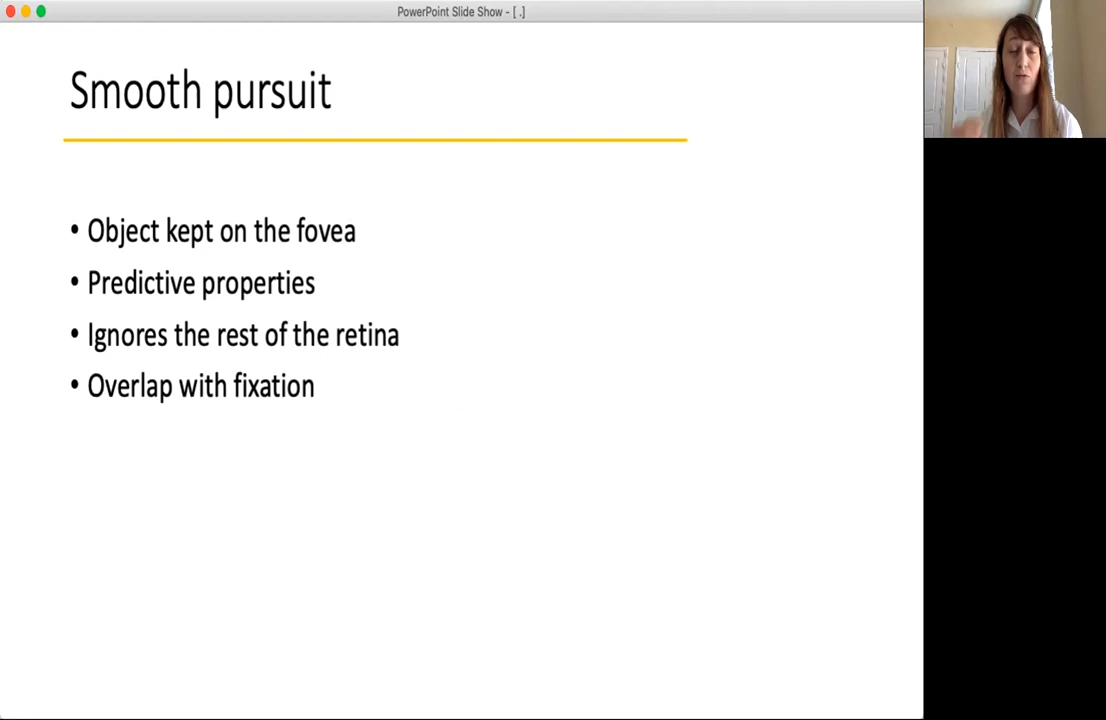 PowerPoint Slide Show - [ .]
Smooth pursuit
• Object kept on the fovea
• Predictive properties
• Ignores the rest of the retina
• Overlap with fixation